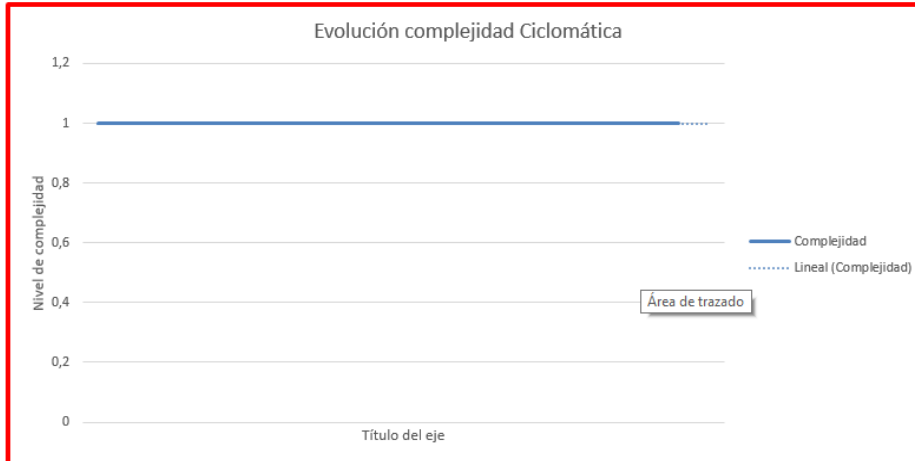 Evolución complejidad Ciclomática
1,2
1
0,8
0,6
0,4
0,2
0
Nivel de complejidad
Título del eje
Complejidad
Lineal (Complejidad)
Área de trazado